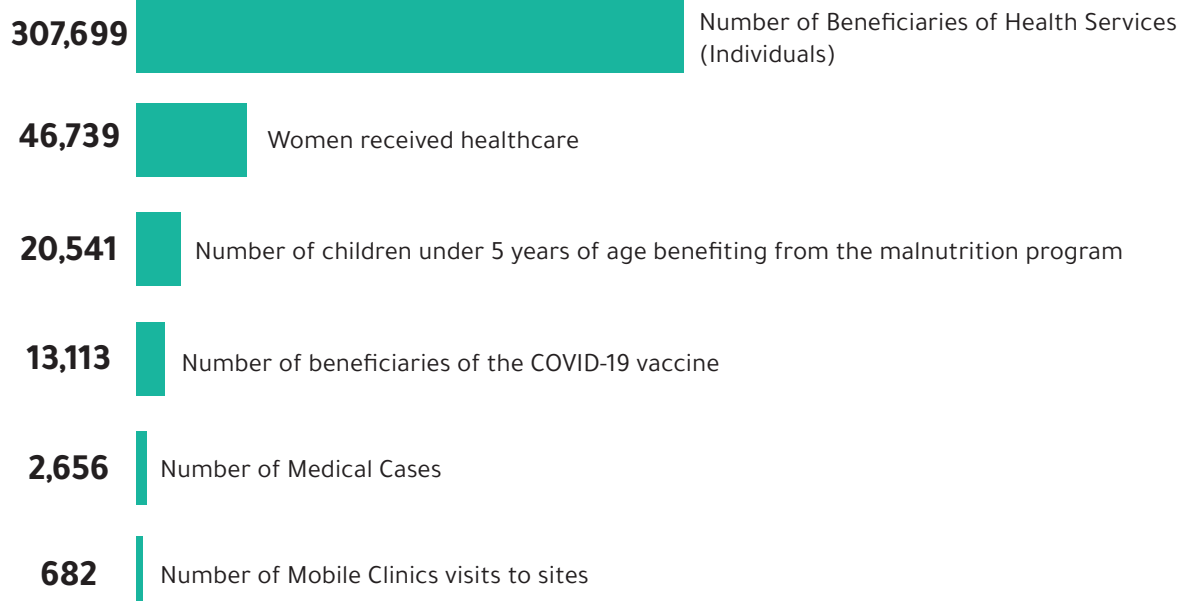 307,699
Number of Beneficiaries of Health Services
(Individuals)
46,739
Women received healthcare
20,541
Number of children under 5 years of age benefiting from the malnutrition program
13,113
Number of beneficiaries of the COVID-19 vaccine
2,656
Number of Medical Cases
682
Number of Mobile Clinics visits to sites